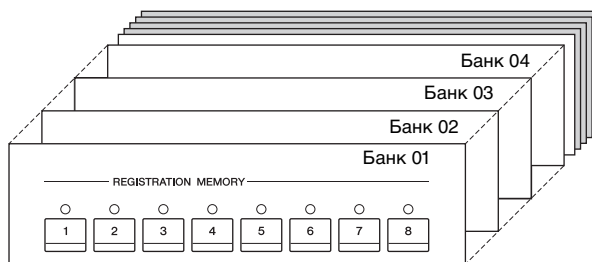 Банк 04
Банк 03
Банк 02
Банк 01
REGISTRATION MEMORY
1 2 3 4 5 6 7 8